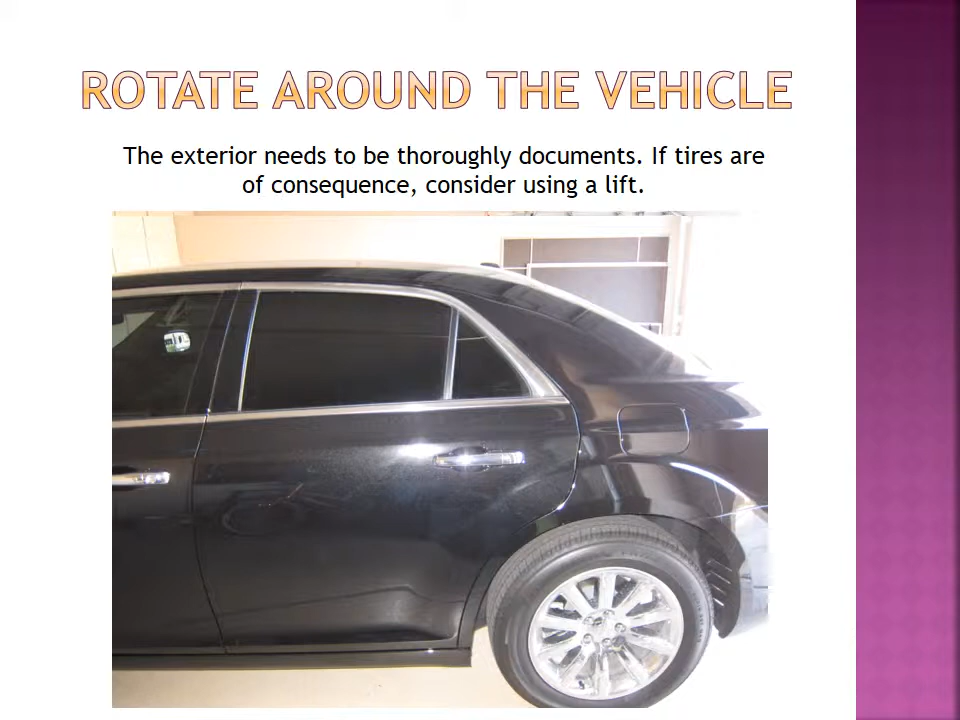 ROTATE AROUND THE VEHICLE
The exterior needs to be thoroughly documents. If tires are
of consequence, consider using a lift.